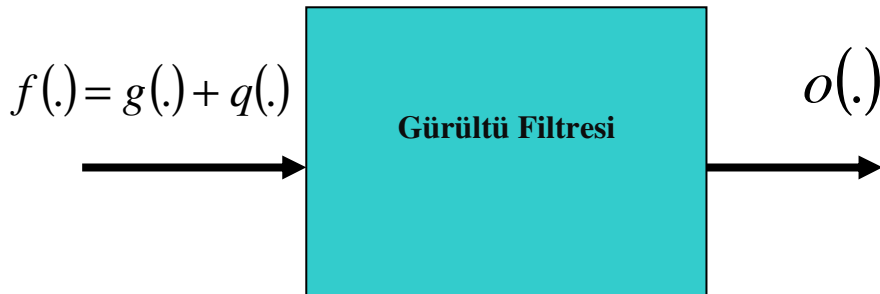 f(.) = g(.) + q(.)
Gürültü Filtresi
o(.)